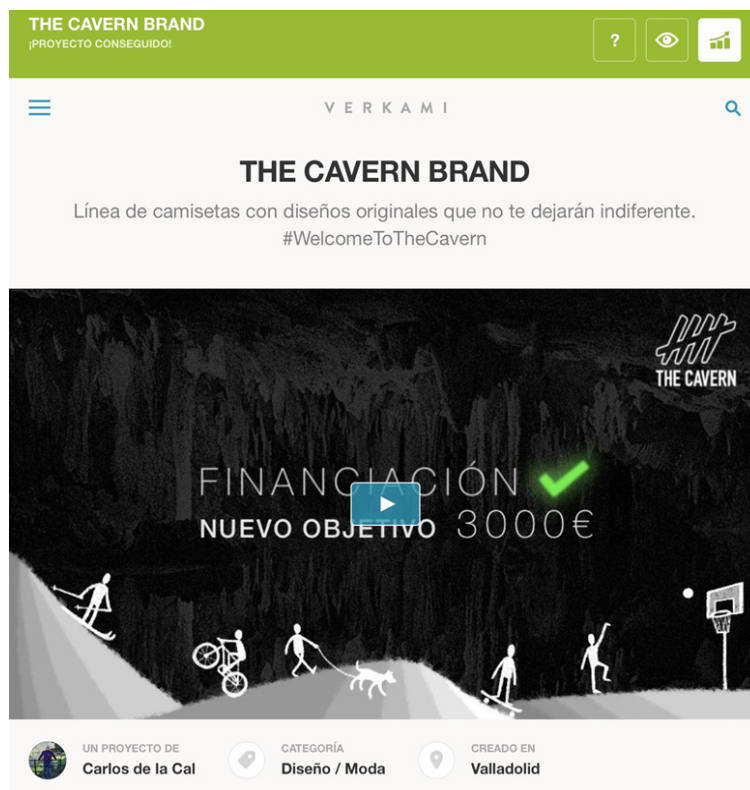 THE CAVERN BRAND
¡PROYECTO CONSEGUIDO!
?
VERKAMI
THE CAVERN BRAND
Línea de camisetas con diseños originales que no te dejarán indiferente.
#WelcomeToTheCavern
THE CAVERN
FINANCIACIÓN
NUEVO OBJETIVO 3000€
UN PROYECTO DE
Carlos de la Cal
CATEGORÍA
Diseño / Moda
CREADO EN
Valladolid